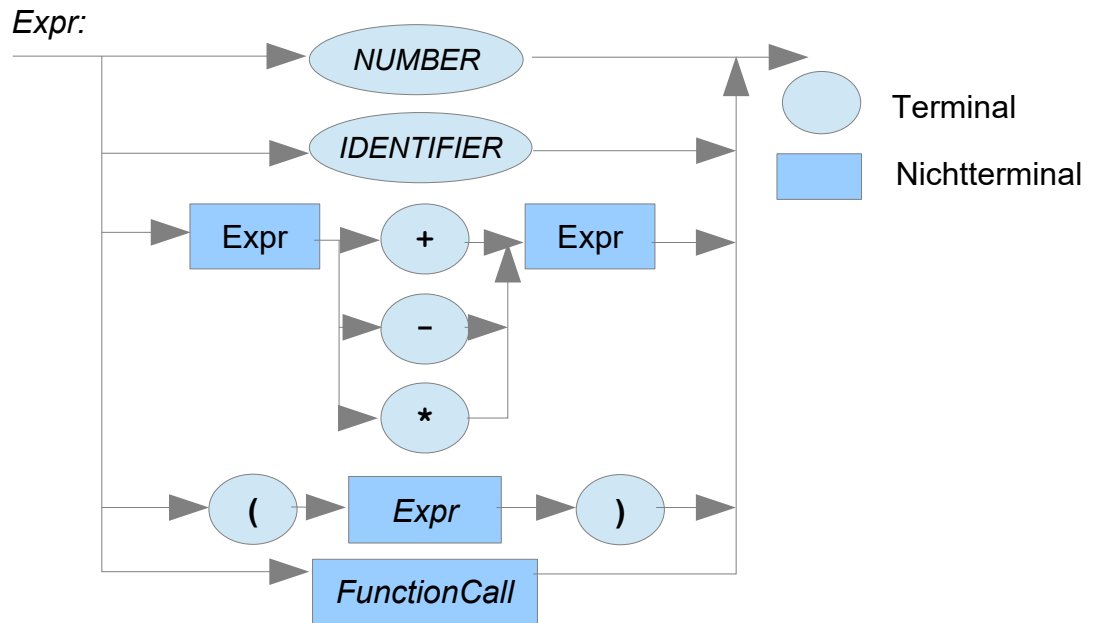 Expr:
NUMBER
Terminal
IDENTIFIER
Nichtterminal
Expr + Expr
–
*
( Expr )
FunctionCall